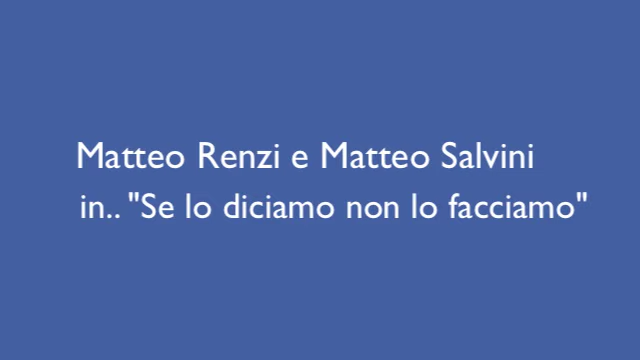 Matteo Renzi e Matteo Salvini
in.. "Se lo diciamo non lo facciamo"